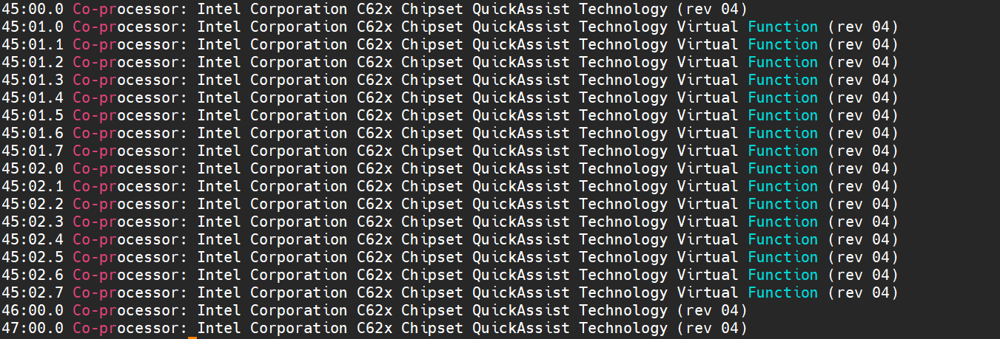 45:00.0 Co-processor: Intel Corporation C62x Chipset QuickAssist Technology (rev 04)
45:01.0 Co-processor: Intel Corporation C62x Chipset QuickAssist Technology Virtual Function (rev 04)
45:01.1 Co-processor: Intel Corporation C62x Chipset QuickAssist Technology Virtual Function (rev 04)
45:01.2 Co-processor: Intel Corporation C62x Chipset QuickAssist Technology Virtual Function (rev 04)
45:01.3 Co-processor: Intel Corporation C62x Chipset QuickAssist Technology Virtual Function (rev 04)
45:01.4 Co-processor: Intel Corporation C62x Chipset QuickAssist Technology Virtual Function (rev 04)
45:01.5 Co-processor: Intel Corporation C62x Chipset QuickAssist Technology Virtual Function (rev 04)
45:01.6 Co-processor: Intel Corporation C62x Chipset QuickAssist Technology Virtual Function (rev 04)
45:01.7 Co-processor: Intel Corporation C62x Chipset QuickAssist Technology Virtual Function (rev 04)
45:02.0 Co-processor: Intel Corporation C62x Chipset QuickAssist Technology Virtual Function (rev 04)
45:02.1 Co-processor: Intel Corporation C62x Chipset QuickAssist Technology Virtual Function (rev 04)
45:02.2 Co-processor: Intel Corporation C62x Chipset QuickAssist Technology Virtual Function (rev 04)
45:02.3 Co-processor: Intel Corporation C62x Chipset QuickAssist Technology Virtual Function (rev 04)
45:02.4 Co-processor: Intel Corporation C62x Chipset QuickAssist Technology Virtual Function (rev 04)
45:02.5 Co-processor: Intel Corporation C62x Chipset QuickAssist Technology Virtual Function (rev 04)
45:02.6 Co-processor: Intel Corporation C62x Chipset QuickAssist Technology Virtual Function (rev 04)
45:02.7 Co-processor: Intel Corporation C62x Chipset QuickAssist Technology Virtual Function (rev 04)
46:00.0 Co-processor: Intel Corporation C62x Chipset QuickAssist Technology (rev 04)
47:00.0 Co-processor: Intel Corporation C62x Chipset QuickAssist Technology (rev 04)